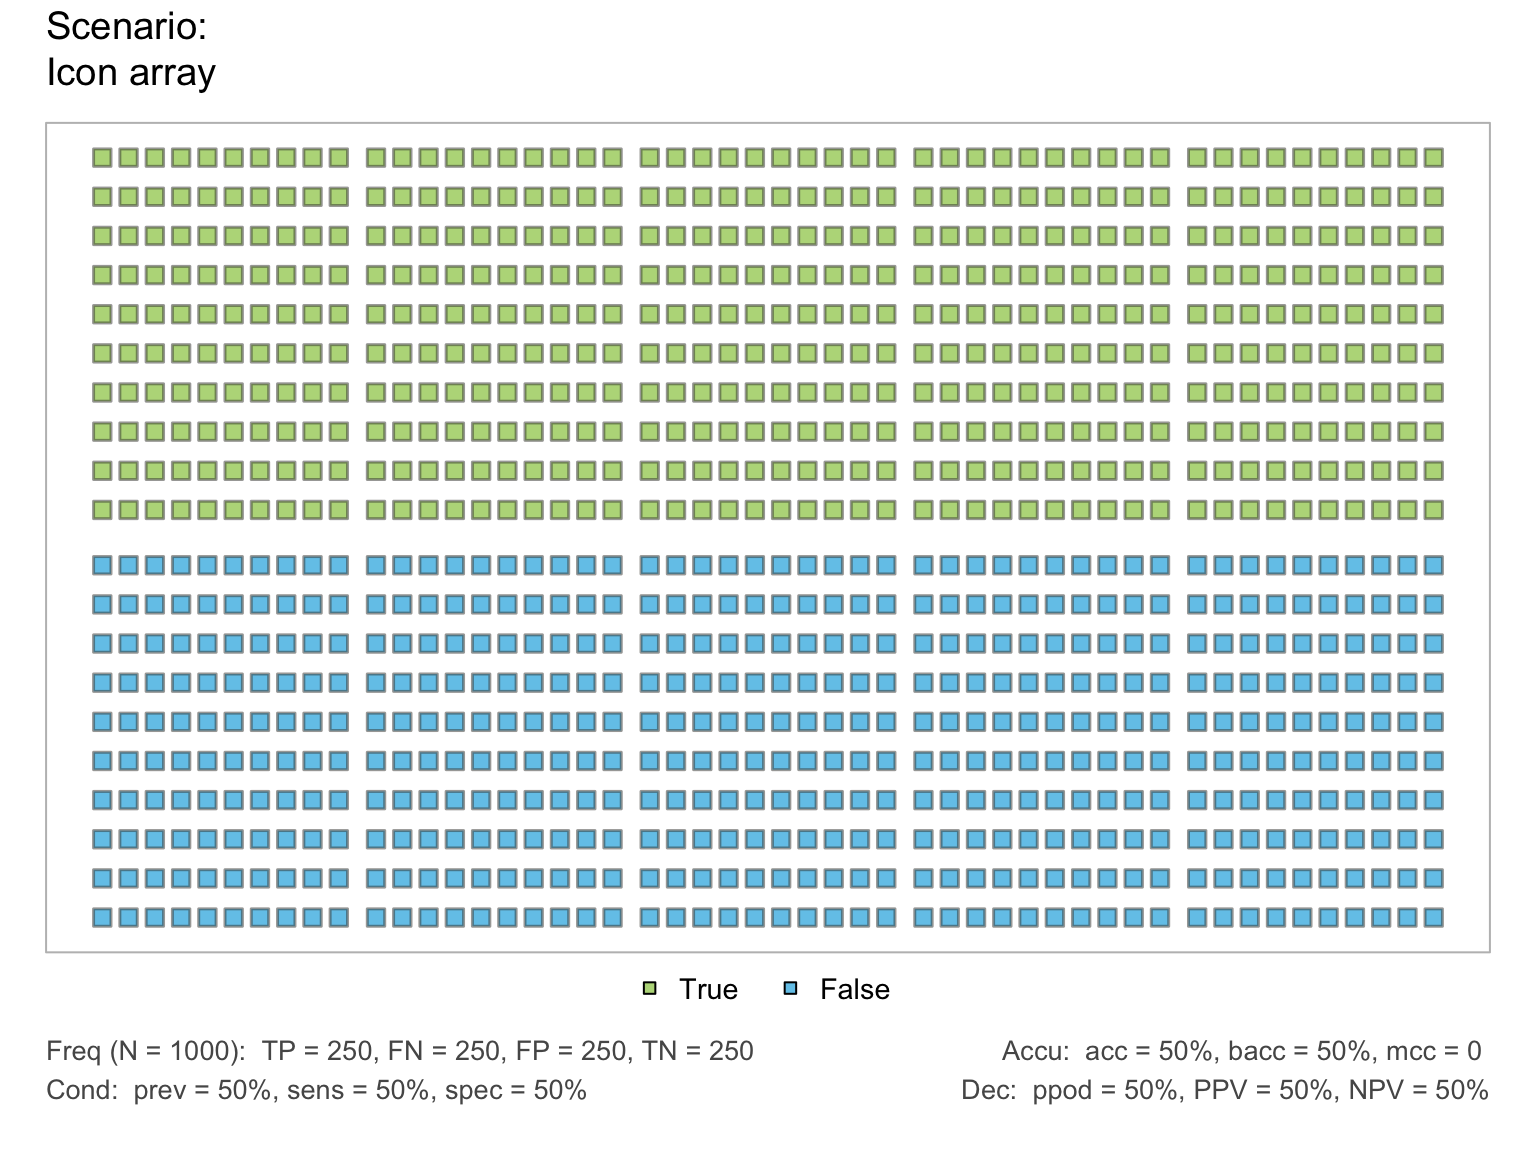 Scenario:
Icon array
True False
Freq (N = 1000): TP = 250, FN = 250, FP = 250, TN = 250
Accu: acc = 50%, bacc = 50%, mcc = 0
Cond: prev = 50%, sens = 50%, spec = 50%
Dec: ppod = 50%, PPV = 50%, NPV = 50%